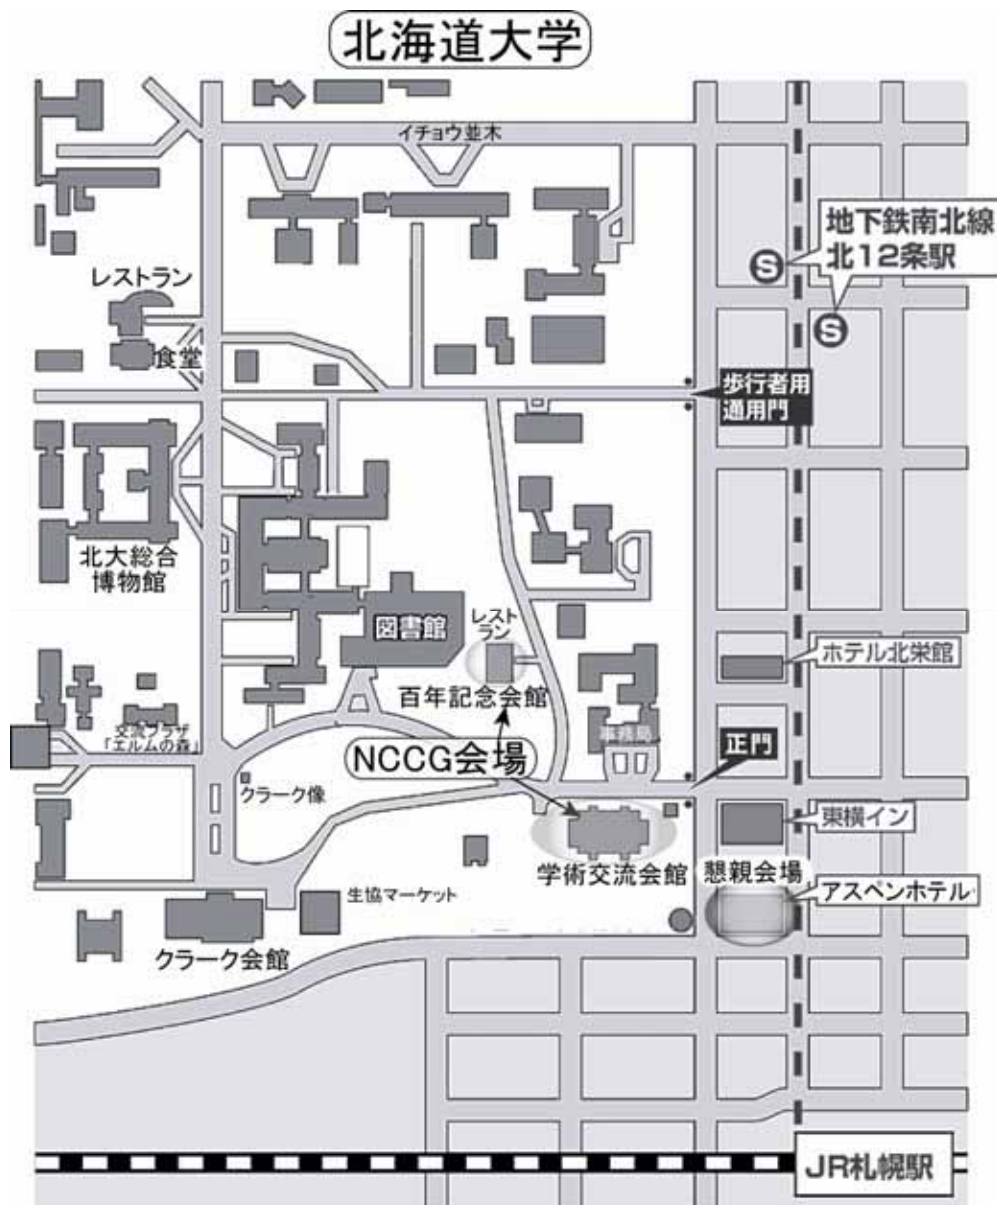 北海道大学
イチョウ並木
地下鉄南北線
北12条駅
S
レストラン
S
食堂
歩行者用
通用門
北大総合
博物館
図書館
レスト
ラン
ホテル北栄館
百年記念会館
交流プラザ
「エルムの森」
事務局
正門
NCCG会場
クラーク像
東横イン
学術交流会館
懇親会場
生協マーケット
アスペンホテル
クラーク会館
JR札幌駅